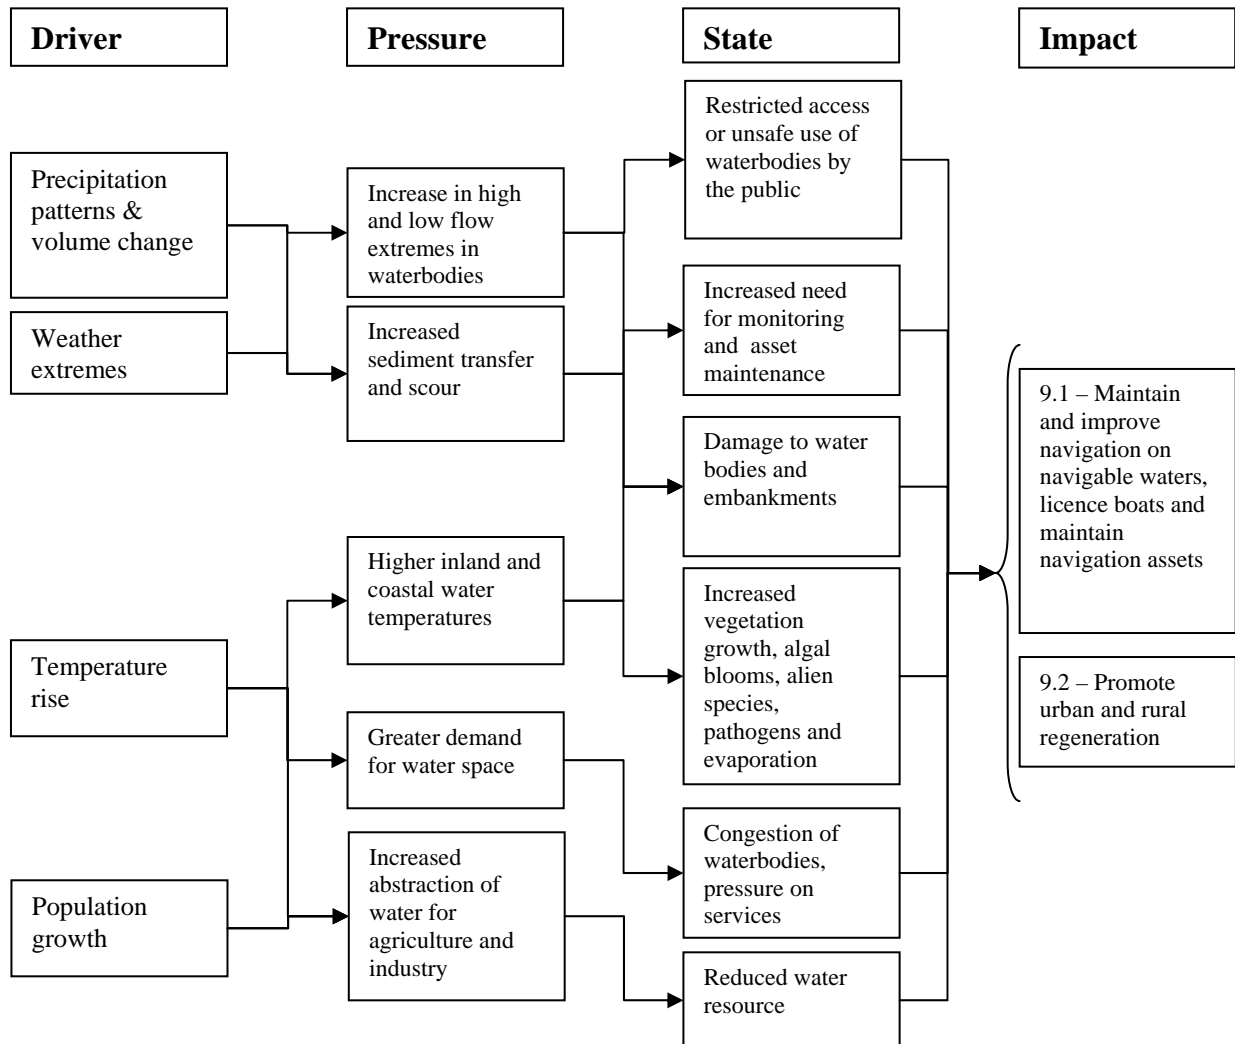 Driver
Pressure
State
Impact
Precipitation
patterns &
volume change
Weather
extremes
Temperature
rise
Population
growth
Increase in high
and low flow
extremes in
waterbodies
Increased
sediment transfer
and scour
Higher inland and
coastal water
temperatures
Greater demand
for water space
Increased
abstraction of
water for
agriculture and
industry
Restricted access
or unsafe use of
waterbodies by
the public
Increased need
for monitoring
and asset
maintenance
Damage to water
bodies and
embankments
Increased
vegetation
growth, algal
blooms, alien
species,
pathogens and
evaporation
Congestion of
waterbodies,
pressure on
services
Reduced water
resource
9.1 – Maintain
and improve
navigation on
navigable waters,
licence boats and
maintain
navigation assets
9.2 – Promote
urban and rural
regeneration